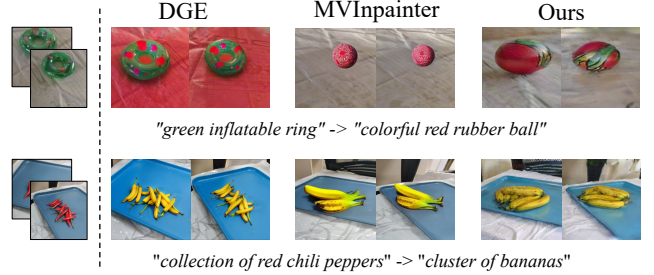 DGE MVInpainter Ours
"green inflatable ring" -> "colorful red rubber ball"
"collection of red chili peppers" -> "cluster of bananas"